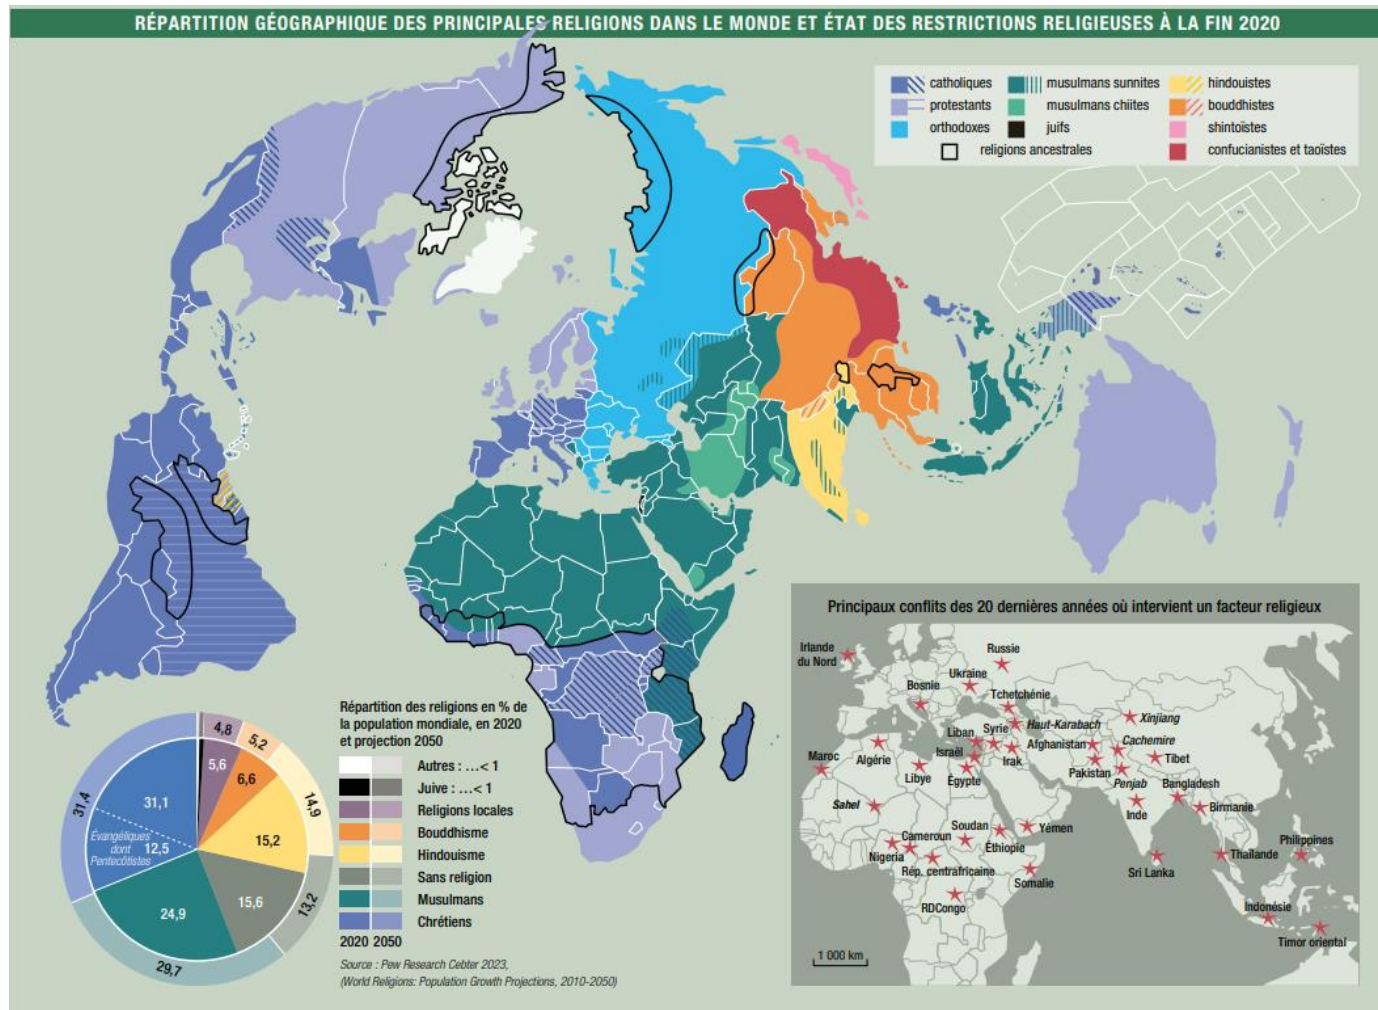 RÉPARTITION GÉOGRAPHIQUE DES PRINCIPALES RELIGIONS DANS LE MONDE ET ÉTAT DES RESTRICTIONS RELIGIEUSES À LA FIN 2020
catholiques
protestants
orthodoxes
musulmans sunnites
musulmans chiites
juifs
religions ancestrales
hindouistes
bouddhistes
shintoïstes
confucianistes et taoïstes
Principaux conflits des 20 dernières années où intervient un facteur religieux
Irlande
du Nord
Russie
Ukraine
Bosnie
Tchetchénie
Haut-Karabach
Xinjiang
Liban
Syrie
Afghanistan
Cachemire
Maroc
Algérie
Israël
Irak
Tibet
Libye
Égypte
Pakistan
Penjab
Bangladesh
Sahel
Inde
Birmanie
Cameroun
Soudan
Yémen
Philippines
Nigeria
Éthiopie
Thaïlande
Rép. centrafricaine
Sri Lanka
Somalie
RDCongo
Indonésie
Timor oriental
1 000 km
Répartition des religions en % de
la population mondiale, en 2020
et projection 2050
Autres : ...< 1
Juive : ...< 1
Religions locales
Bouddhisme
Hindouisme
Sans religion
Musulmans
Chrétiens
2020 2050
Source : Pew Research Cebter 2023,
(World Religions: Population Growth Projections, 2010-2050)
4,8
5,2
5,6
6,6
14,9
31,4
31,1
15,2
Évangéliques
dont
Pentecôtistes
12,5
15,6
13,2
24,9
29,7